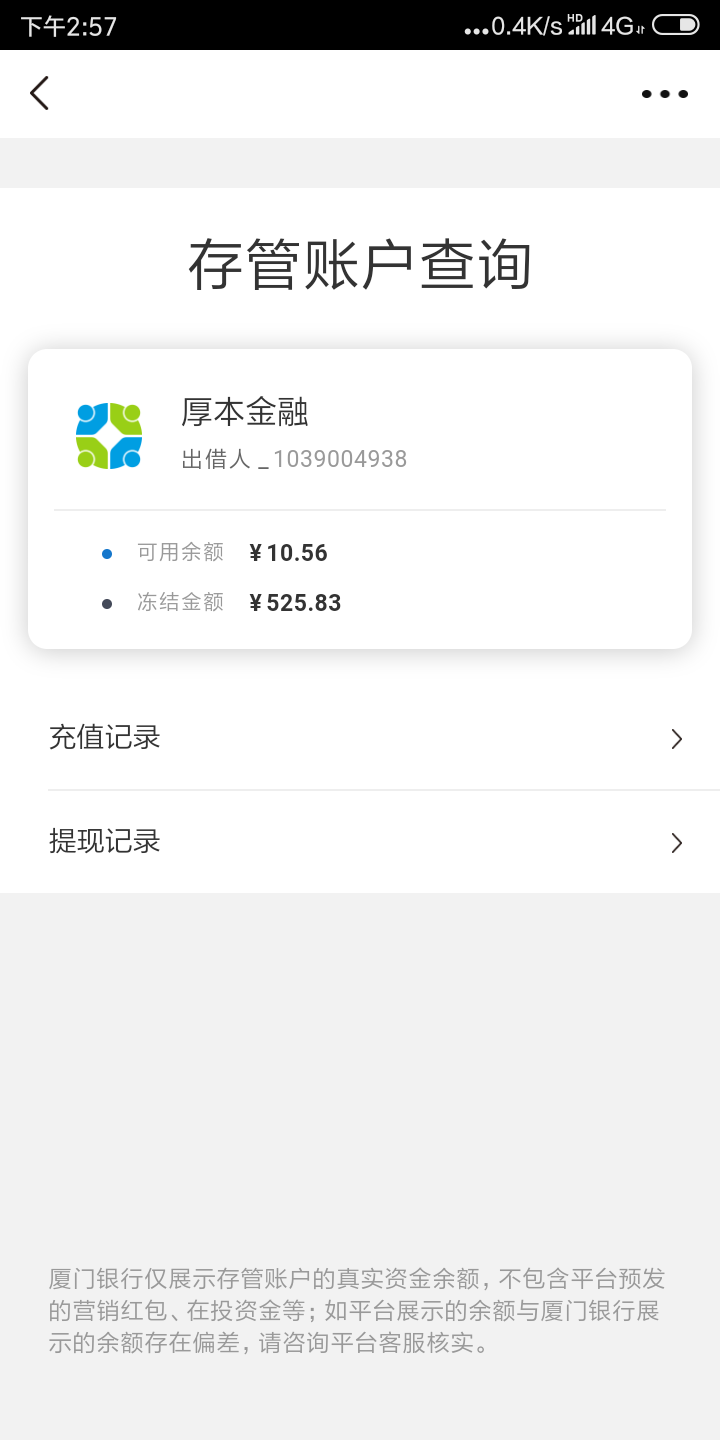 下午2:57
...0.4K/s HD 4G
存管账户查询
厚本金融
出借人 _ 1039004938
可用余额 ¥10.56
冻结金额 ¥525.83
充值记录
提现记录
厦门银行仅展示存管账户的真实资金余额，不包含平台预发
的营销红包、在投资金等；如平台展示的余额与厦门银行展
示的余额存在偏差，请咨询平台客服核实。